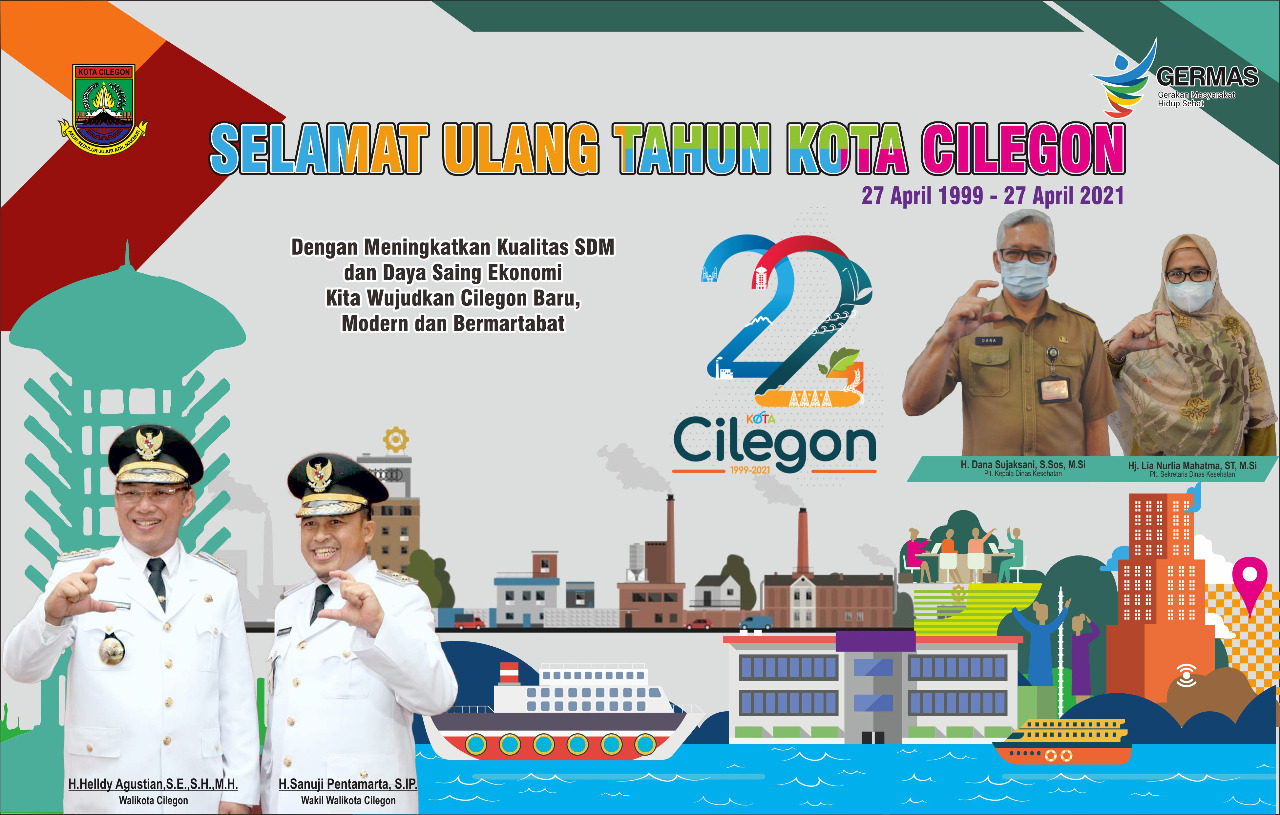 KOTA CILEGON
GERMAS
Gerakan Masyarakat
Hidup Sehat
SELAMAT ULANG TAHUN KOTA CILEGON
27 April 1999 - 27 April 2021
Dengan Meningkatkan Kualitas SDM
dan Daya Saing Ekonomi
Kita Wujudkan Cilegon Baru,
Modern dan Bermartabat
22
KOTA
Cilegon
1999-2021
DANA
H. Dana Sujaksani, S.Sos, M.Si
Plt. Kepala Dinas Kesehatan
Hj. Lia Nurlia Mahatma, ST, M.Si
Plt. Sekretaris Dinas Kesehatan
H.Helldy Agustian,S.E.,S.H.,M.H.
Walikota Cilegon
H.Sanuji Pentamarta, S.IP.
Wakil Walikota Cilegon